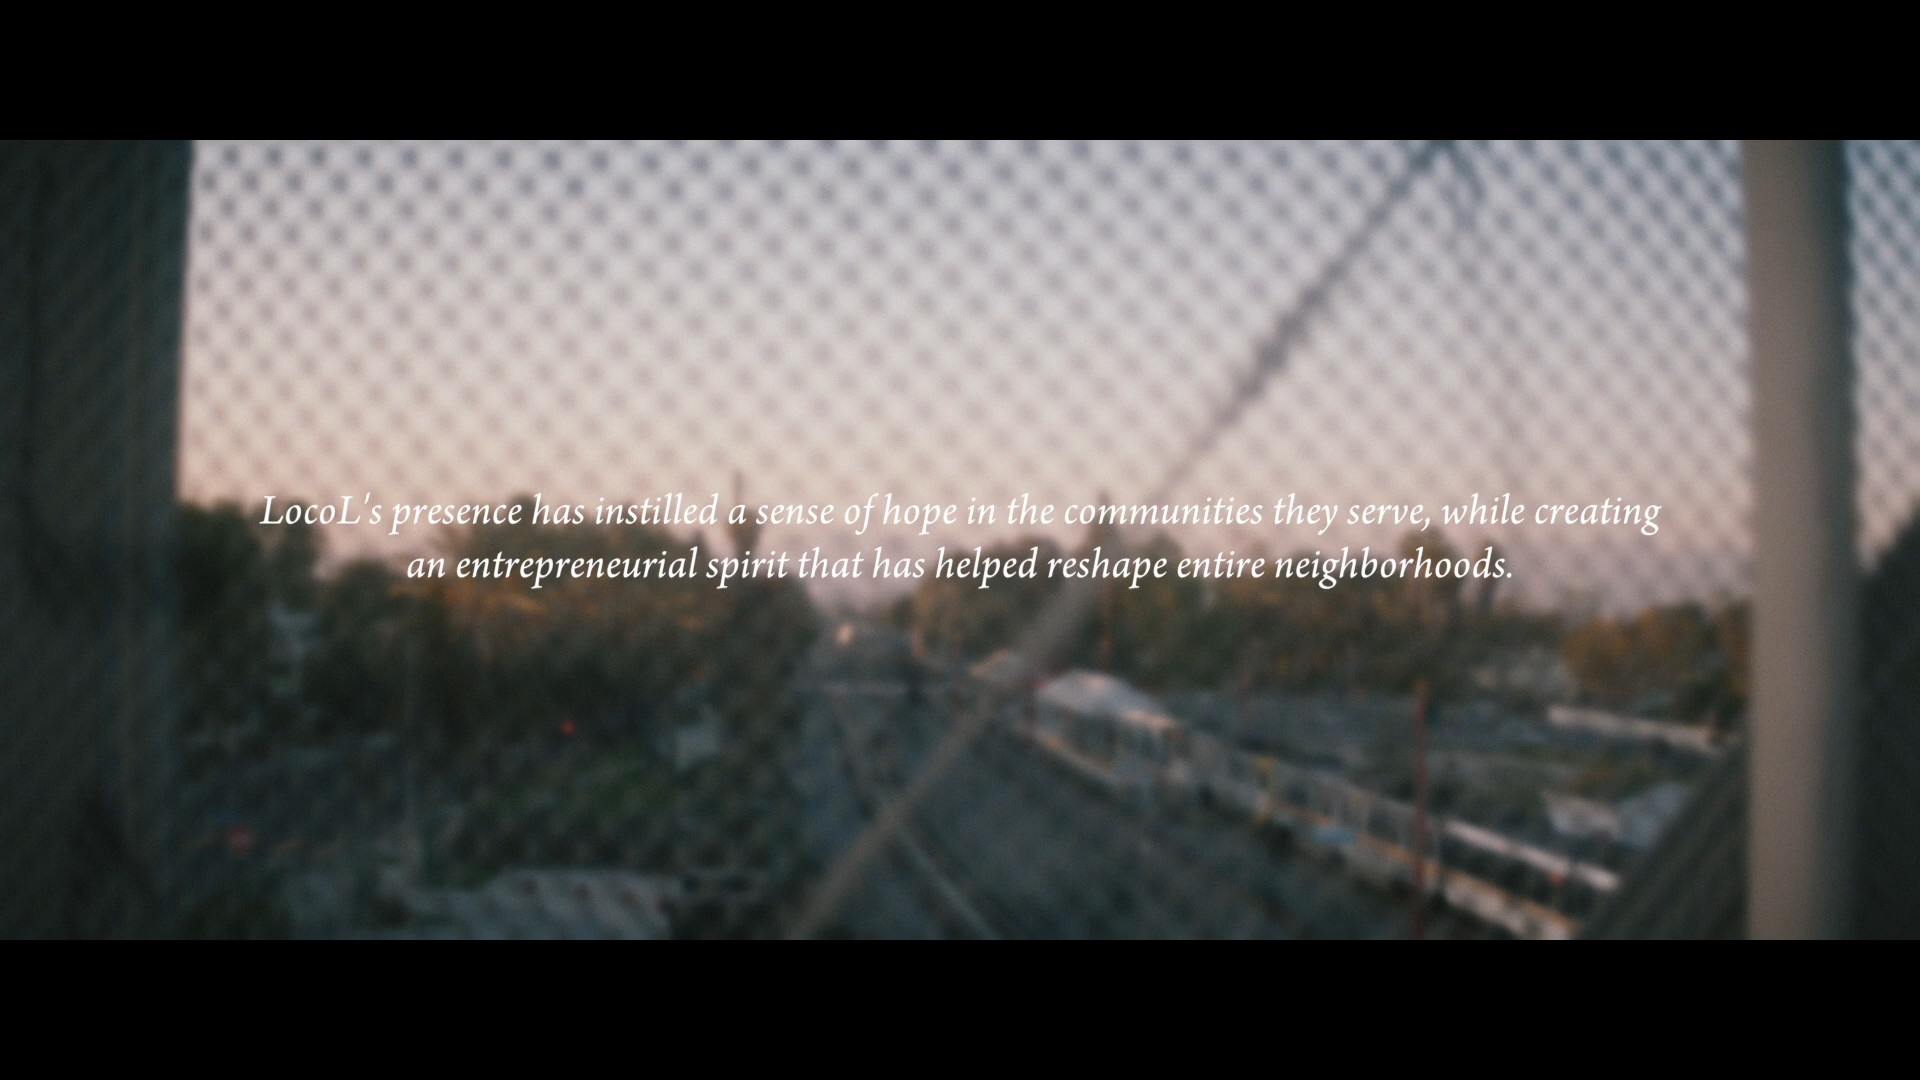 LocoL's presence has instilled a sense of hope in the communities they serve, while creating
an entrepreneurial spirit that has helped reshape entire neighborhoods.